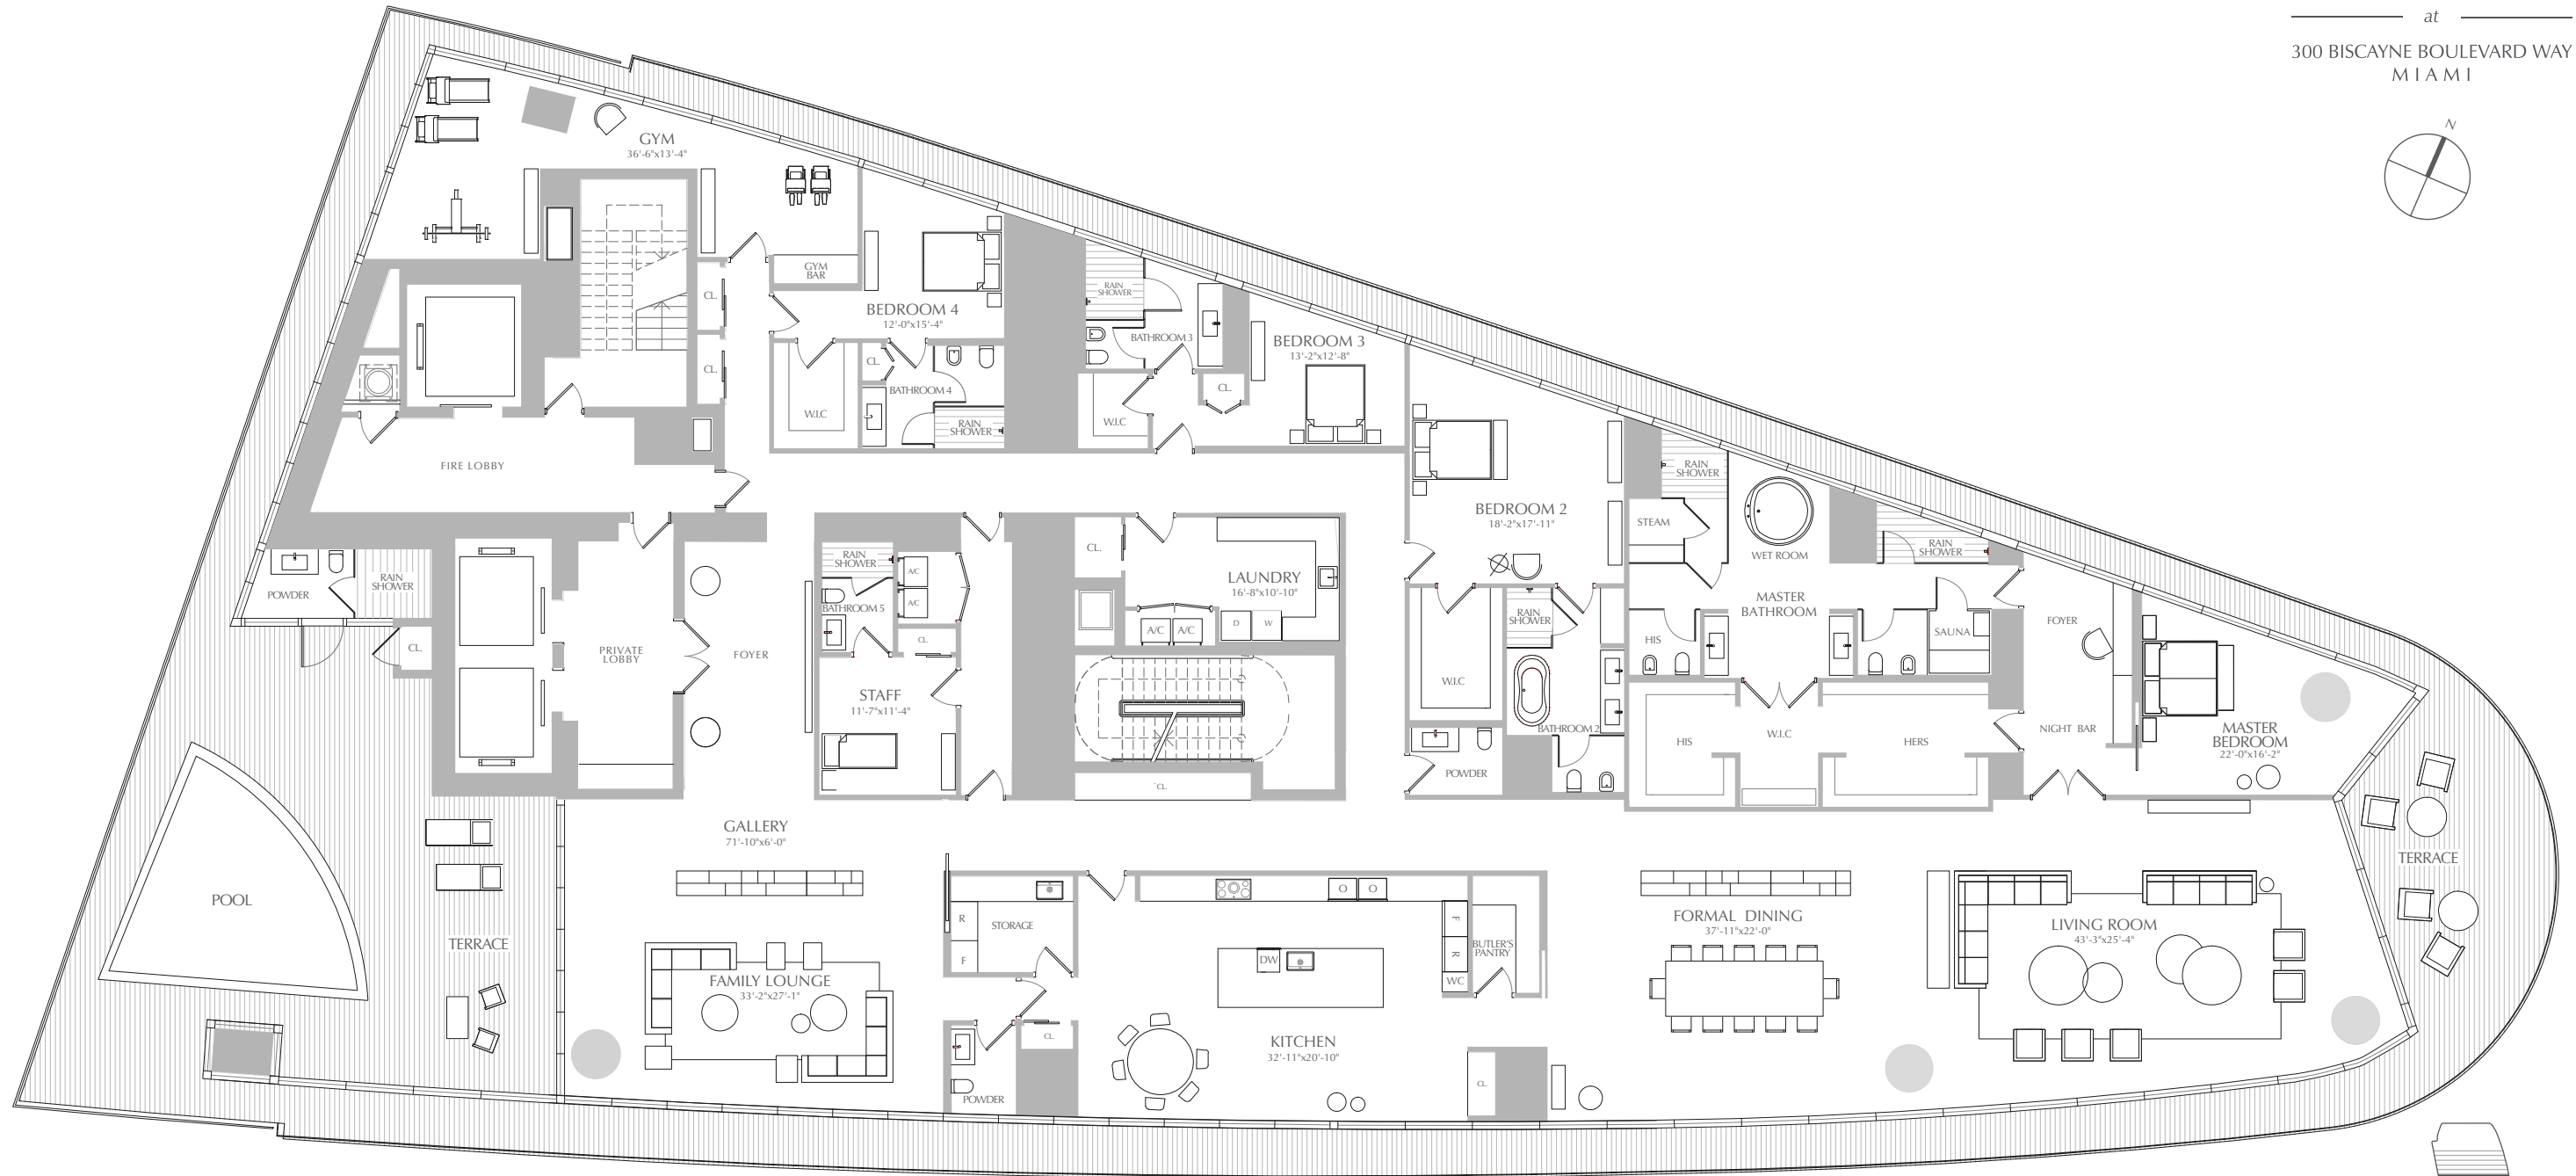 at
300 BISCAYNE BOULEVARD WAY
MIAMI
N
GYM
36'-6"x13'-4"
GYM
BAR
CL.
CL.
BEDROOM 4
12'-0"x15'-4"
W.I.C
CL.
BATHROOM 4
RAIN
SHOWER
RAIN
SHOWER
BATHROOM 3
W.I.C
CL.
BEDROOM 3
13'-2"x12'-8"
FIRE LOBBY
BEDROOM 2
18'-2"x17'-11"
RAIN
SHOWER
STEAM
WET ROOM
RAIN
SHOWER
POWDER
RAIN
SHOWER
CL.
PRIVATE
LOBBY
FOYER
RAIN
SHOWER
A/C
A/C
BATHROOM 5
CL.
STAFF
11'-7"x11'-4"
CL.
LAUNDRY
16'-8"x10'-10"
A/C
A/C
D
W
CL.
W.I.C
RAIN
SHOWER
BATHROOM 2
POWDER
HIS
MASTER
BATHROOM
SAUNA
FOYER
HIS
W.I.C
HERS
NIGHT BAR
MASTER
BEDROOM
22'-0"x16'-2"
GALLERY
71'-10"x6'-0"
POOL
TERRACE
FAMILY LOUNGE
33'-2"x27'-1"
R
F
STORAGE
CL.
POWDER
O
O
DW
F
R
WC
BUTLER'S
PANTRY
KITCHEN
32'-11"x20'-10"
CL.
FORMAL DINING
37'-11"x22'-0"
LIVING ROOM
43'-3"x25'-4"
TERRACE